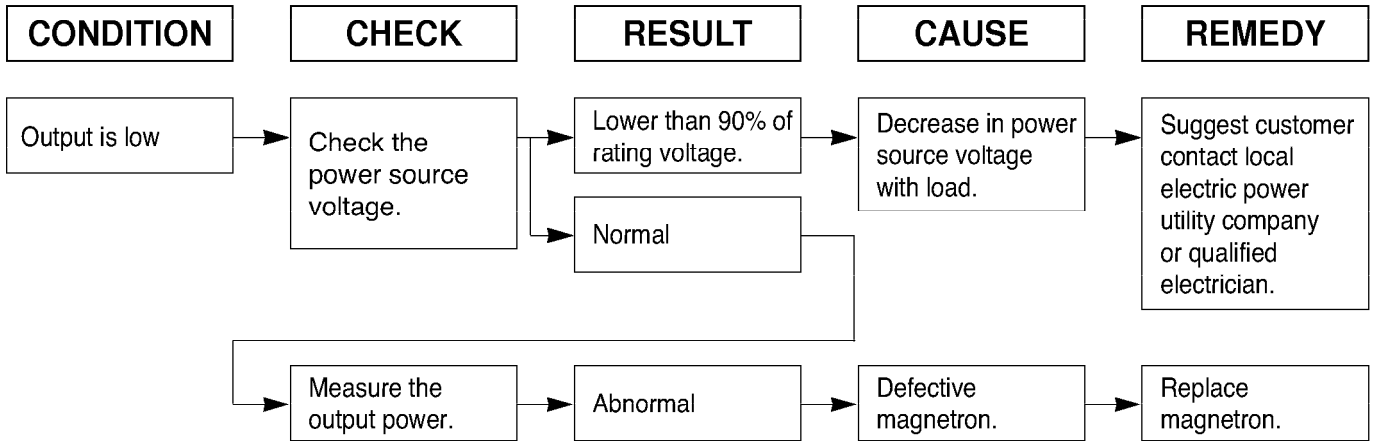 CONDITION
CHECK
RESULT
CAUSE
REMEDY
Output is low
Check the
power source
voltage.
Lower than 90% of
rating voltage.
Decrease in power
source voltage
with load.
Suggest customer
contact local
electric power
utility company
or qualified
electrician.
Normal
Measure the
output power.
Abnormal
Defective
magnetron.
Replace
magnetron.